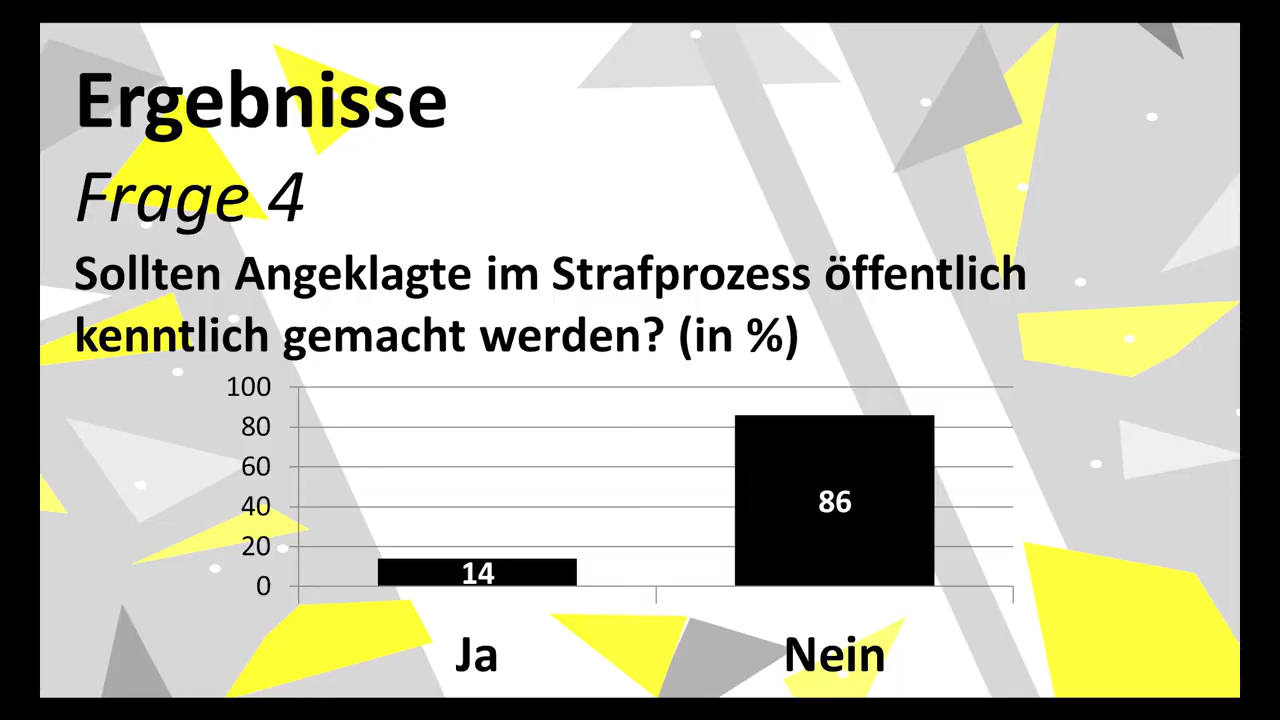 Ergebnisse
Frage 4
Sollten Angeklagte im Strafprozess öffentlich
kenntlich gemacht werden? (in %)
100
80
60
40
20
0
86
14
Ja
Nein